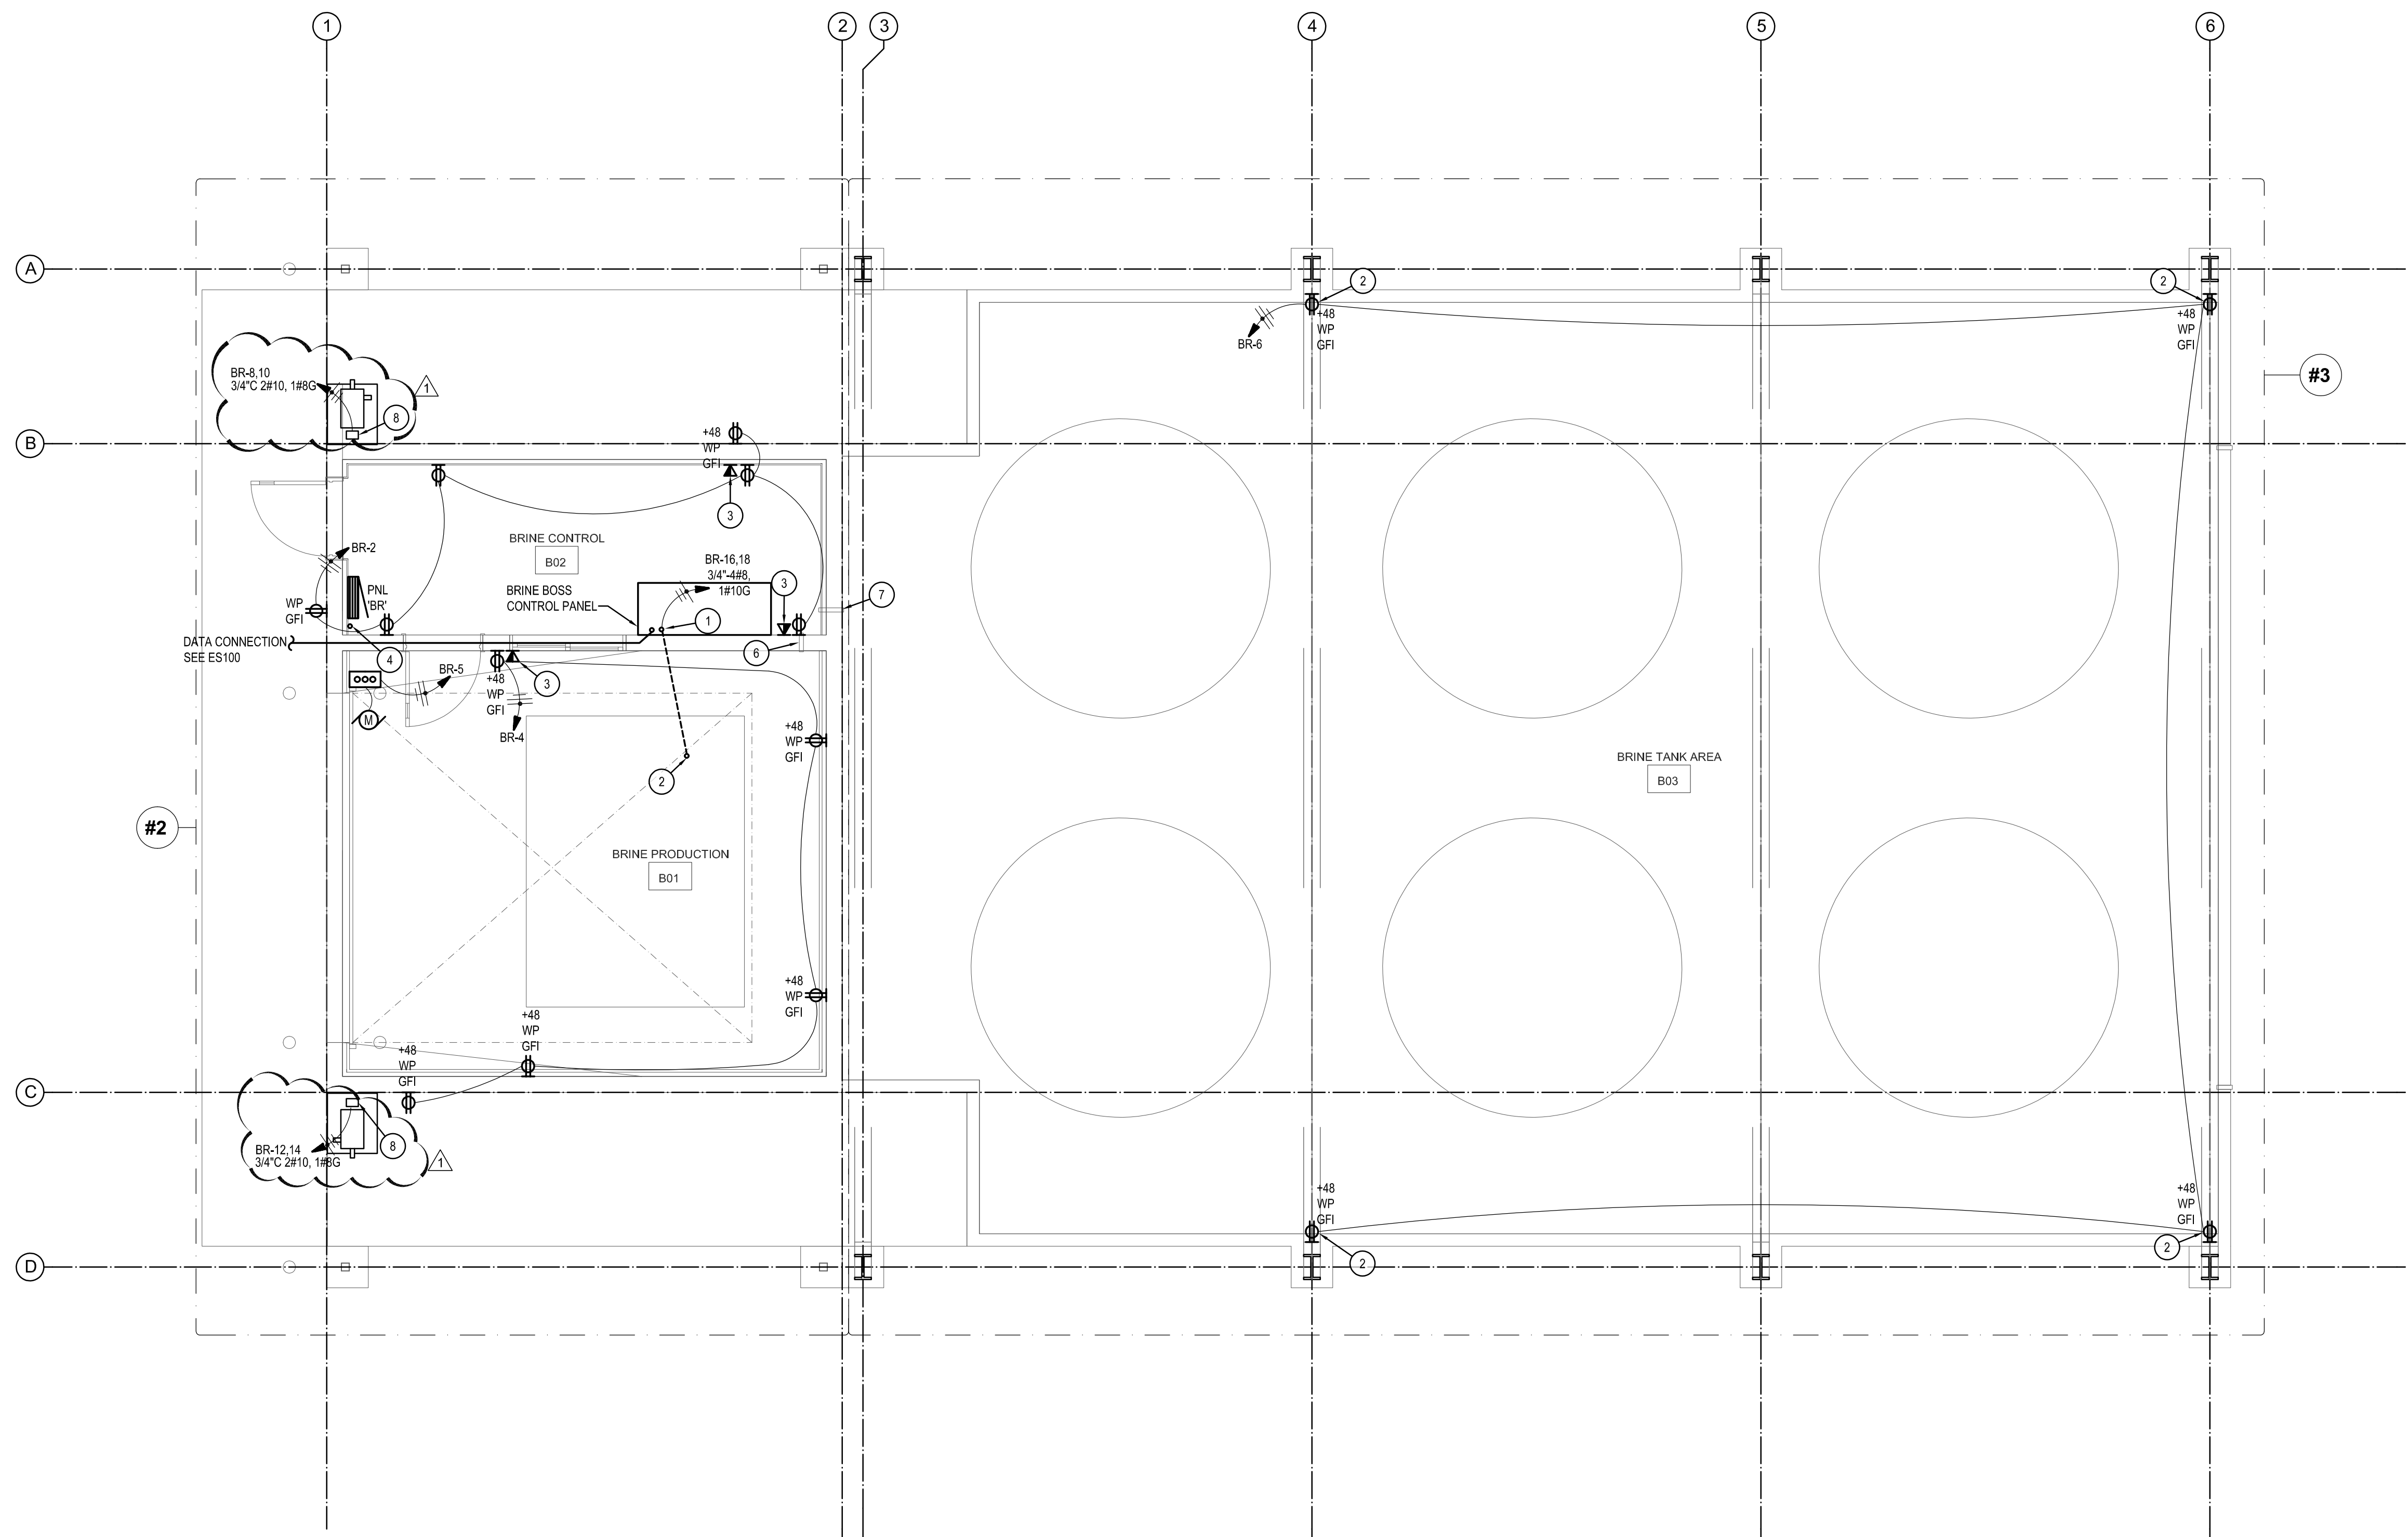 1
2
3
4
5
6
A
2
2
+48
WP
GFI
+48
WP
GFI
BR-6
#3
BR-8,10
3/4"C 2#10, 1#8G
1
8
B
+48
WP
GFI
3
BRINE CONTROL
B02
BR-2
BR-16,18
3/4"-4#8,
1#10G
3
PNL
'BR'
BRINE BOSS
CONTROL PANEL
7
WP
GFI
1
DATA CONNECTION
SEE ES100
4
6
BR-5
+48
WP
GFI
3
M
BR-4
+48
WP
GFI
2
BRINE TANK AREA
B03
#2
BRINE PRODUCTION
B01
+48
WP
GFI
+48
WP
GFI
+48
WP
GFI
C
8
BR-12,14
3/4"C 2#10, 1#8G
1
+48
WP
GFI
+48
WP
GFI
2
2
D